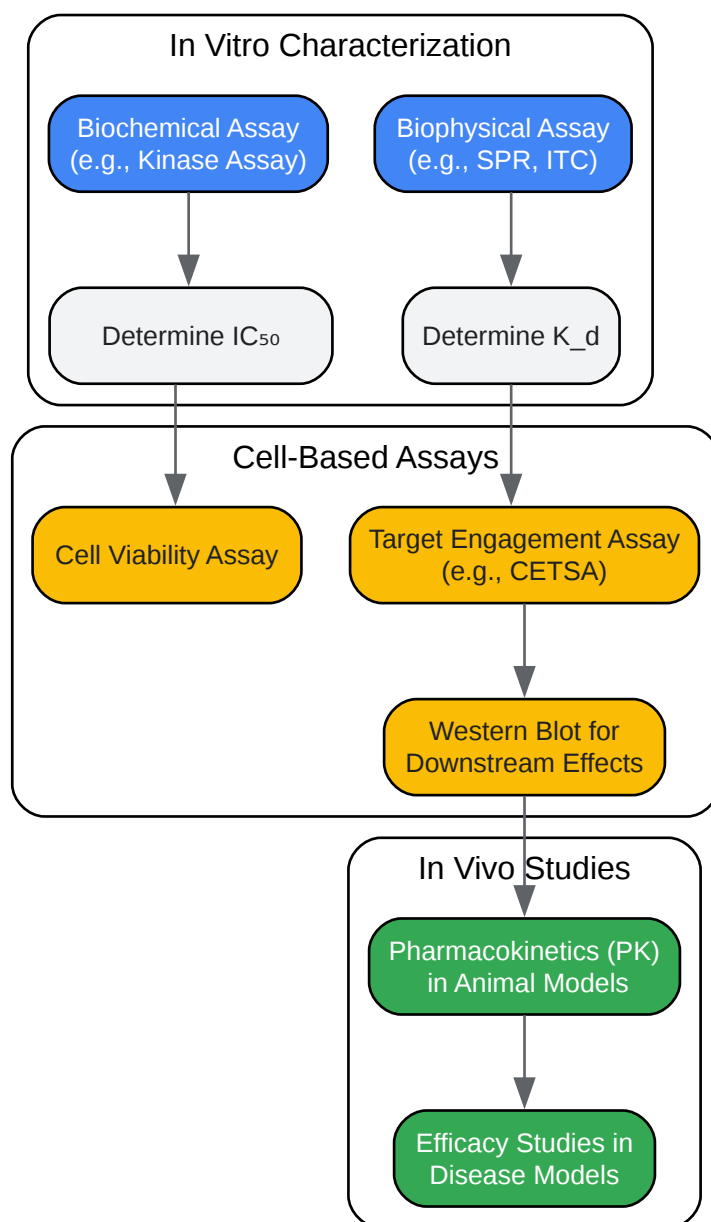 In Vitro Characterization
Biochemical Assay
(e.g., Kinase Assay)
Biophysical Assay
(e.g., SPR, ITC)
Determine IC₅₀
Determine K_d
Cell-Based Assays
Cell Viability Assay
Target Engagement Assay
(e.g., CETSA)
Western Blot for
Downstream Effects
In Vivo Studies
Pharmacokinetics (PK)
in Animal Models
Efficacy Studies in
Disease Models